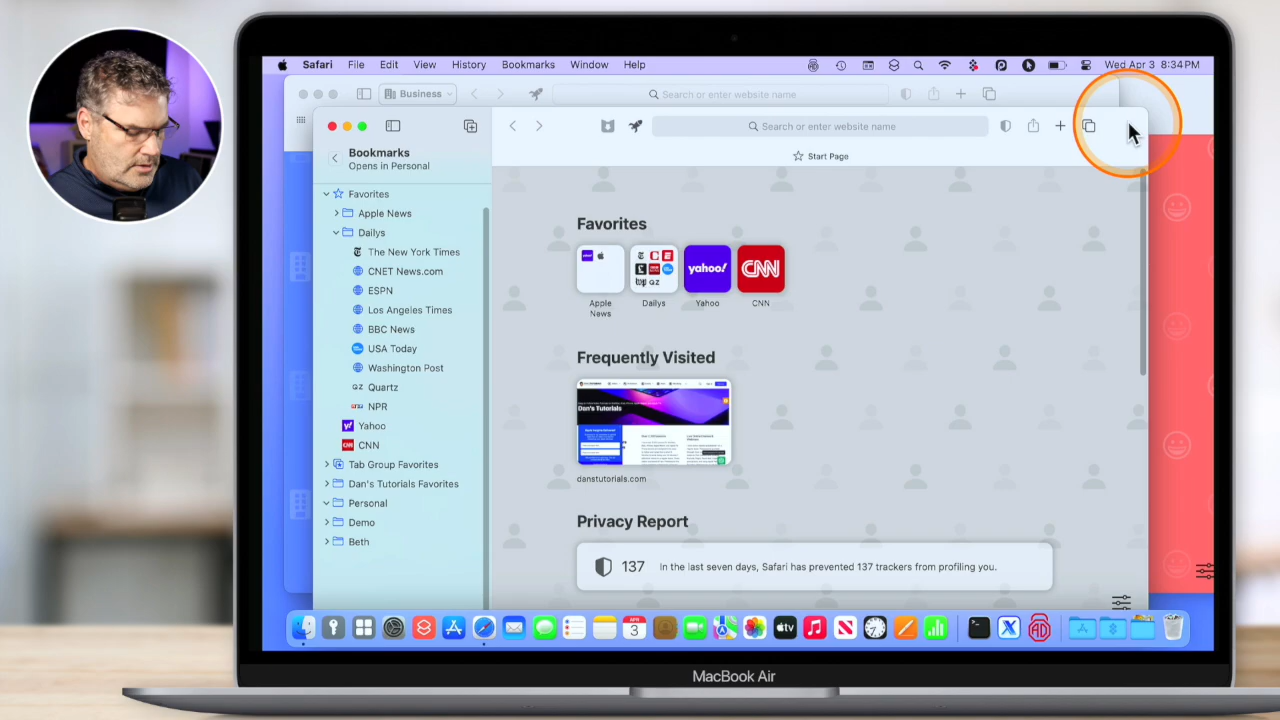 Safari File Edit View History Bookmarks Window Help
Wed Apr 3 8:34 PM
Business
Search or enter website name
Search or enter website name
Bookmarks
Opens in Personal
Start Page
Favorites
Apple News
Dailys
The New York Times
CNET News.com
ESPN
Los Angeles Times
BBC News
USA Today
Washington Post
QZ Quartz
NPR
Yahoo
CNN
Tab Group Favorites
Dan's Tutorials Favorites
Personal
Demo
Beth
Favorites
yahoo!
CNN
Apple
News
Dailys
Yahoo
CNN
Frequently Visited
Dan's Tutorials
danstutorials.com
Privacy Report
137 In the last seven days, Safari has prevented 137 trackers from profiling you.
APR
3
tv
MacBook Air